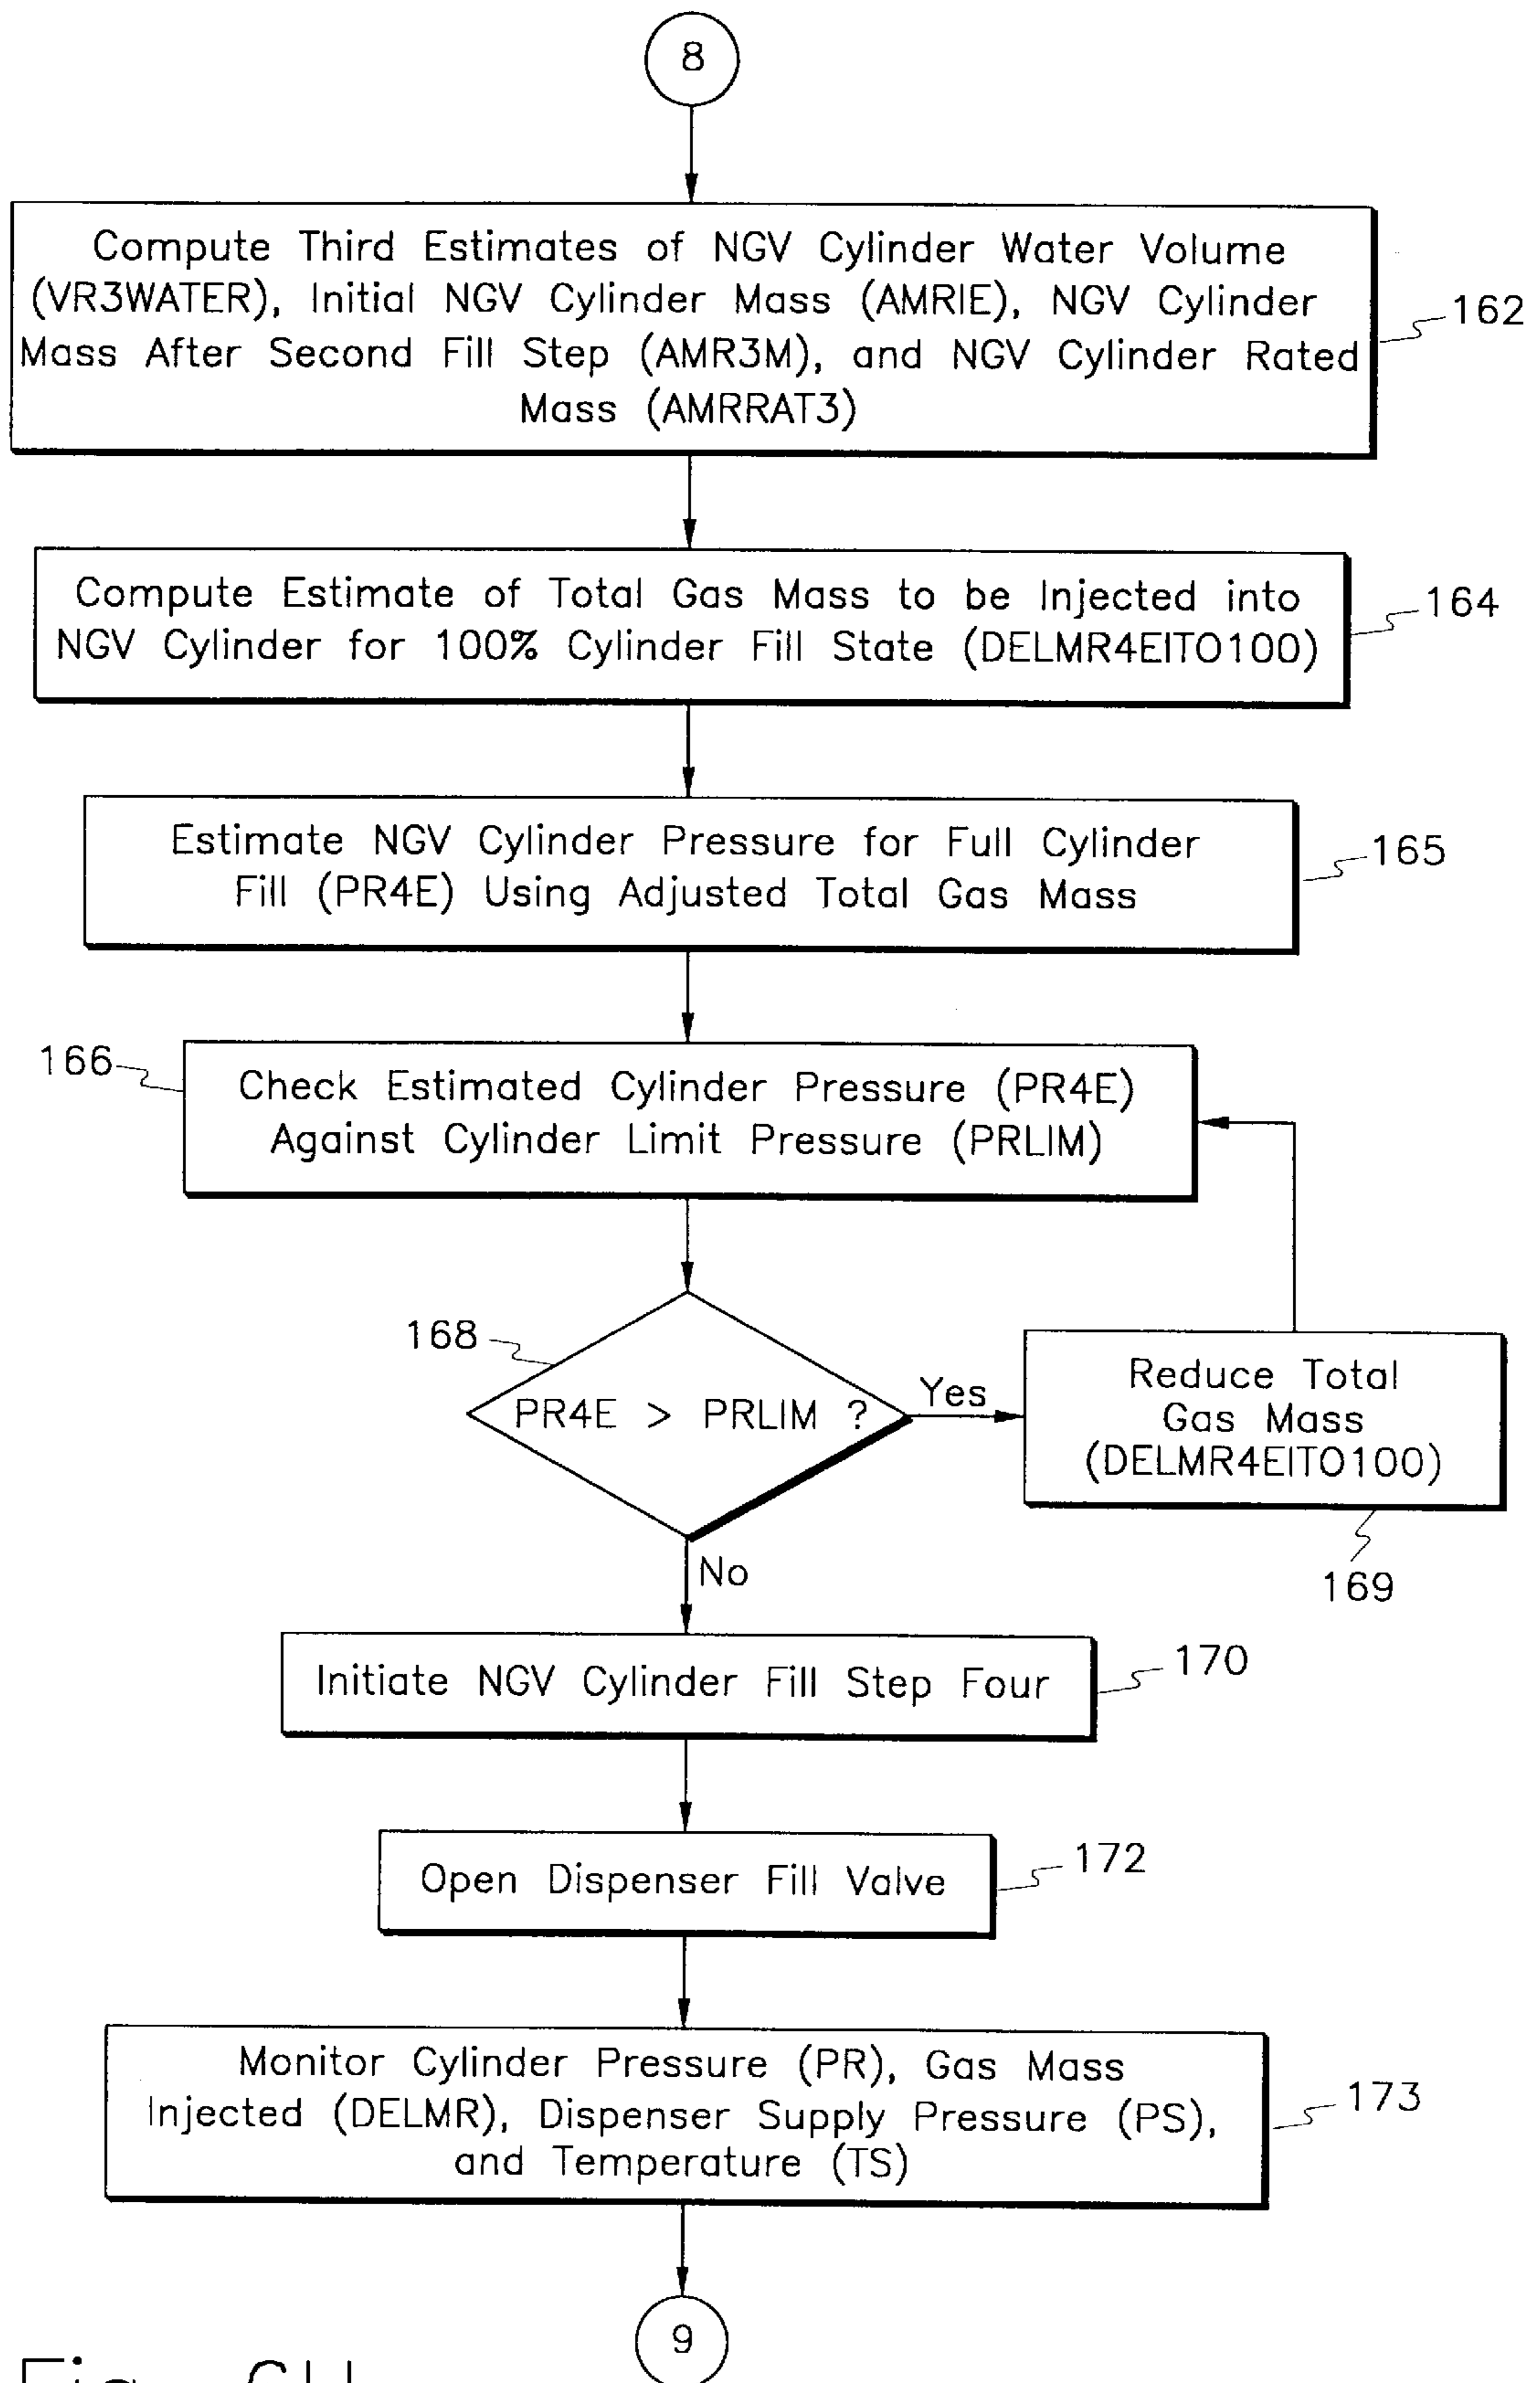 8
Compute Third Estimates of NGV Cylinder Water Volume
(VR3WATER), Initial NGV Cylinder Mass (AMRIE), NGV Cylinder
Mass After Second Fill Step (AMR3M), and NGV Cylinder Rated
Mass (AMRRAT3)
162
Compute Estimate of Total Gas Mass to be Injected into
NGV Cylinder for 100% Cylinder Fill State (DELMR4EITO100)
164
Estimate NGV Cylinder Pressure for Full Cylinder
Fill (PR4E) Using Adjusted Total Gas Mass
165
166
Check Estimated Cylinder Pressure (PR4E)
Against Cylinder Limit Pressure (PRLIM)
168
PR4E > PRLIM ?
Yes
Reduce Total
Gas Mass
(DELMR4EITO100)
169
No
Initiate NGV Cylinder Fill Step Four
170
Open Dispenser Fill Valve
172
Monitor Cylinder Pressure (PR), Gas Mass
Injected (DELMR), Dispenser Supply Pressure (PS),
and Temperature (TS)
173
9